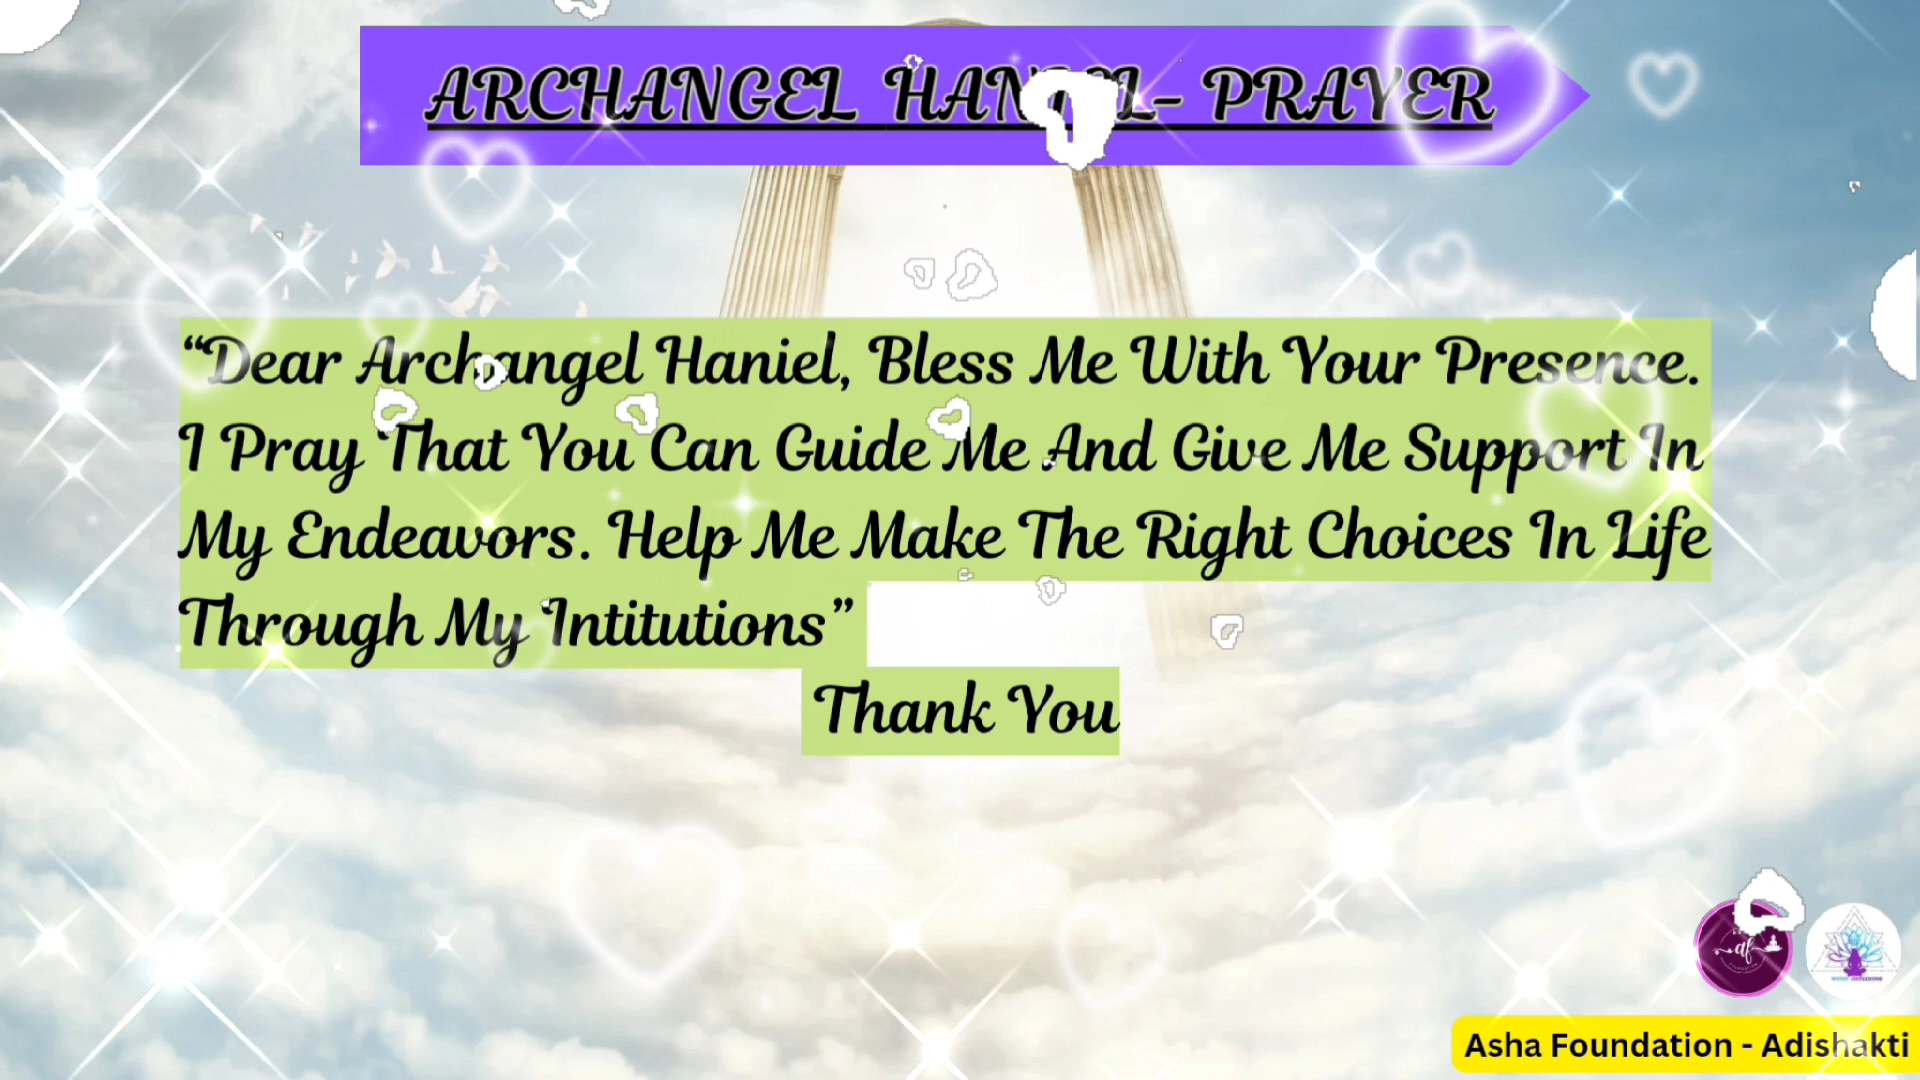 ARCHANGEL HANIEL- PRAYER
“Dear Archangel Haniel, Bless Me With Your Presence.
I Pray That You Can Guide Me And Give Me Support In
My Endeavors. Help Me Make The Right Choices In Life
Through My Intitutions”
Thank You
af
Asha Foundation - Adishakti